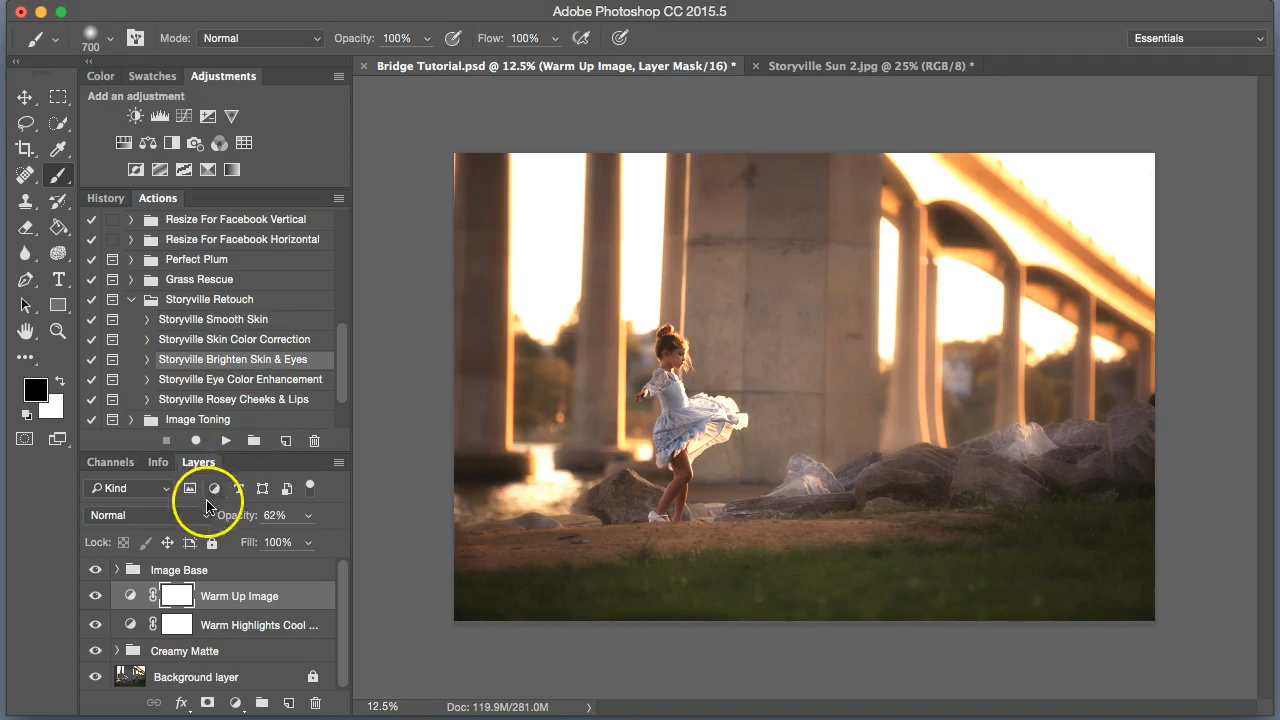 Adobe Photoshop CC 2015.5
700
Mode: Normal
Opacity: 100%
Flow: 100%
Essentials
Color Swatches Adjustments
Add an adjustment
× Bridge Tutorial.psd @ 12.5% (Warm Up Image, Layer Mask/16) *
× Storyville Sun 2.jpg @ 25% (RGB/8) *
History Actions
Resize For Facebook Vertical
Resize For Facebook Horizontal
Perfect Plum
Grass Rescue
Storyville Retouch
Storyville Smooth Skin
Storyville Skin Color Correction
Storyville Brighten Skin & Eyes
Storyville Eye Color Enhancement
Storyville Rosey Cheeks & Lips
Image Toning
Channels Info Layers
Kind
Normal Opacity: 62%
Lock: Fill: 100%
Image Base
Warm Up Image
Warm Highlights Cool ...
Creamy Matte
Background layer
fx
12.5% Doc: 119.9M/281.0M